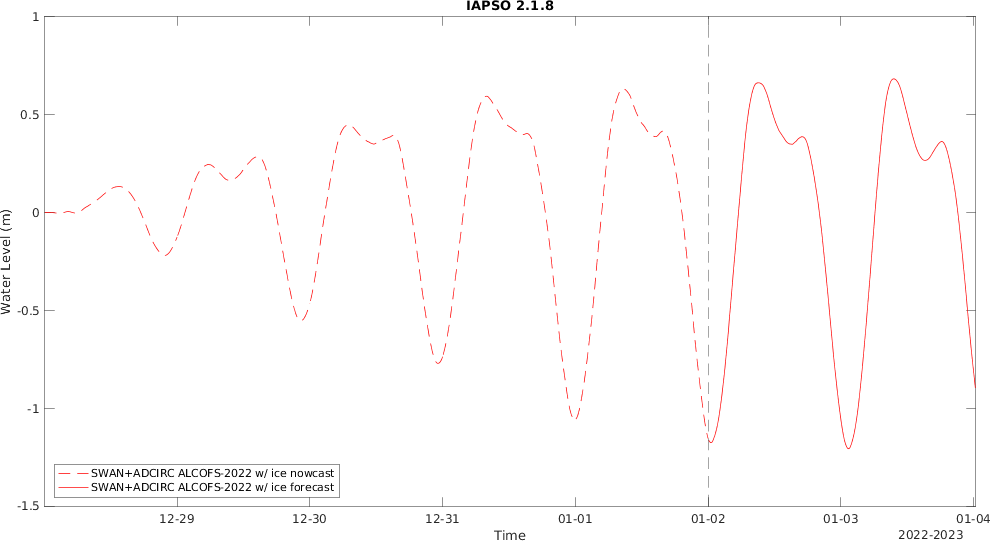 IAPSO 2.1.8
1
0.5
0
-0.5
-1
-1.5
Water Level (m)
SWAN+ADCIRC ALCOFS-2022 w/ ice nowcast
SWAN+ADCIRC ALCOFS-2022 w/ ice forecast
12-29
12-30
12-31
01-01
01-02
01-03
01-04
Time
2022-2023